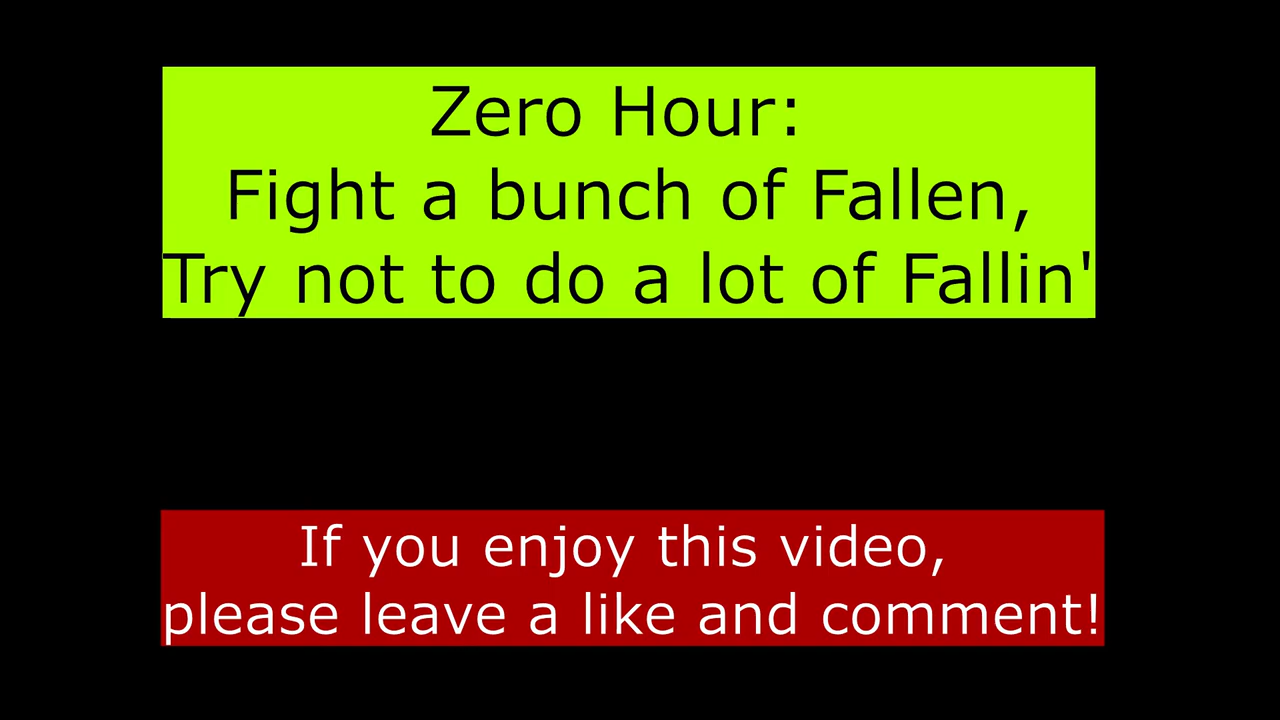 Zero Hour:
Fight a bunch of Fallen,
Try not to do a lot of Fallin'
If you enjoy this video,
please leave a like and comment!